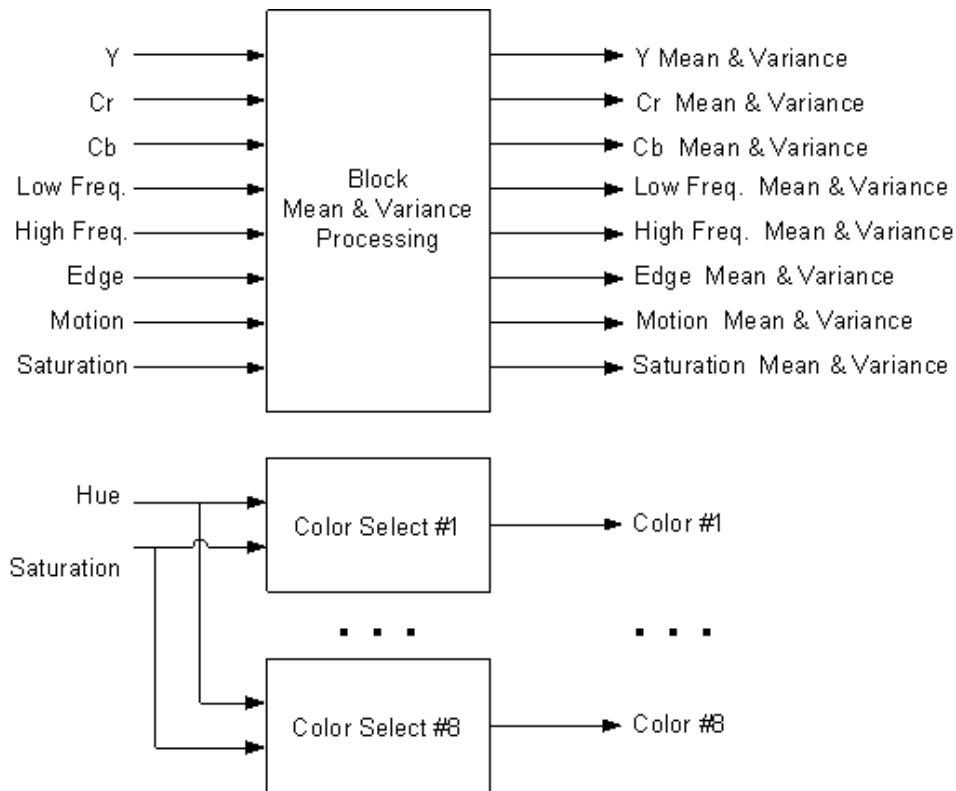 Y
Cr
Cb
Low Freq.
High Freq.
Edge
Motion
Saturation
Block
Mean & Variance
Processing
Y Mean & Variance
Cr Mean & Variance
Cb Mean & Variance
Low Freq. Mean & Variance
High Freq. Mean & Variance
Edge Mean & Variance
Motion Mean & Variance
Saturation Mean & Variance
Hue
Saturation
Color Select #1
Color #1
. . .
. . .
Color Select #8
Color #8